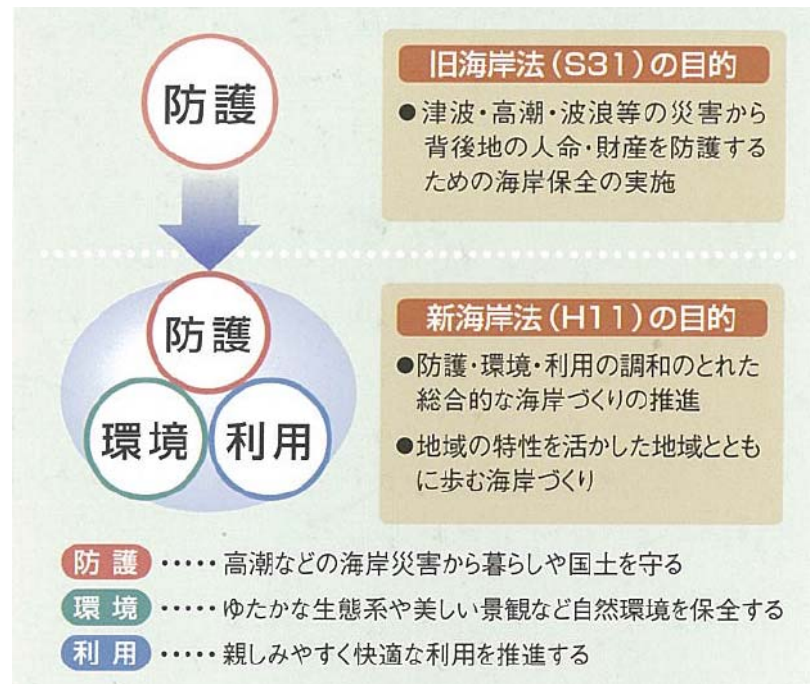 防護
旧海岸法(S31)の目的
●津波・高潮・波浪等の災害から
背後地の人命・財産を防護する
ための海岸保全の実施
防護
環境
利用
新海岸法(H11)の目的
●防護・環境・利用の調和のとれた
総合的な海岸づくりの推進
●地域の特性を活かした地域ととも
に歩む海岸づくり
防護・・・・・高潮などの海岸災害から暮らしや国土を守る
環境・・・・・ゆたかな生態系や美しい景観など自然環境を保全する
利用・・・・・親しみやすく快適な利用を推進する